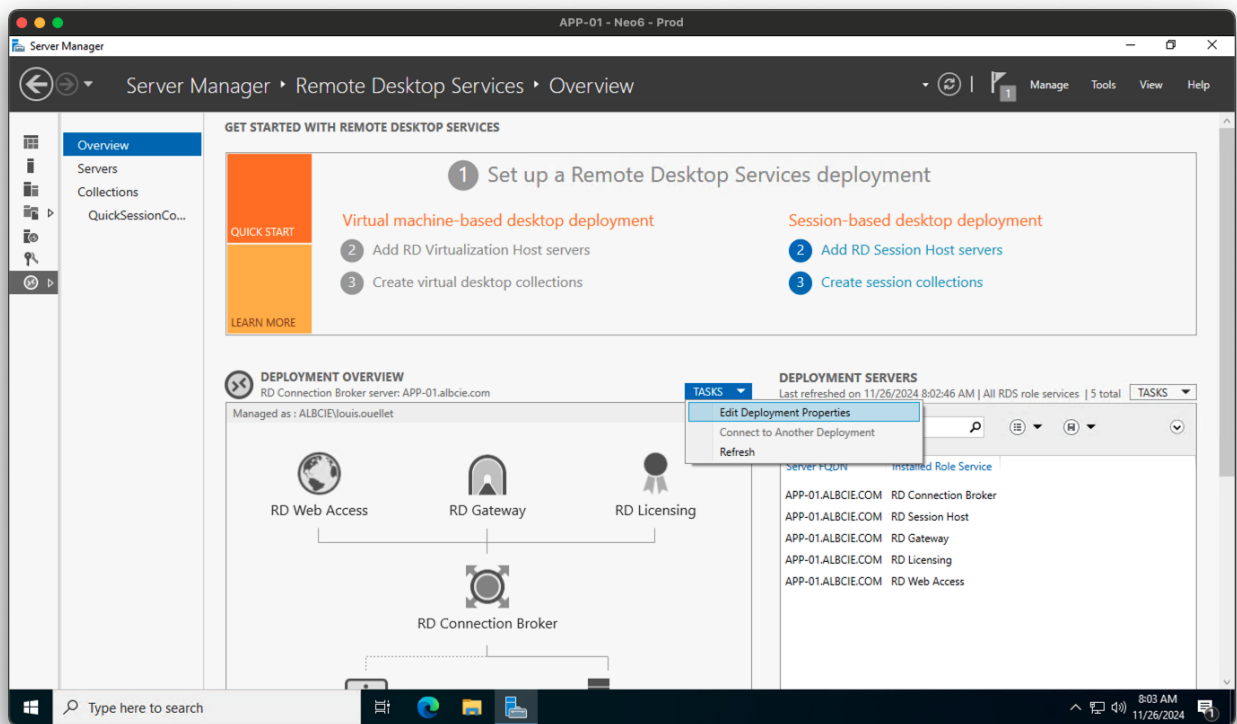 APP-01 - Neo6 - Prod
Server Manager
Server Manager ‣ Remote Desktop Services ‣ Overview
1
Manage
Tools
View
Help
Overview
Servers
Collections
QuickSessionCo...
GET STARTED WITH REMOTE DESKTOP SERVICES
QUICK START
LEARN MORE
1 Set up a Remote Desktop Services deployment
Virtual machine-based desktop deployment
2 Add RD Virtualization Host servers
3 Create virtual desktop collections
Session-based desktop deployment
2 Add RD Session Host servers
3 Create session collections
DEPLOYMENT OVERVIEW
RD Connection Broker server: APP-01.albcie.com
TASKS
Managed as : ALBCIE\louis.ouellet
Edit Deployment Properties
Connect to Another Deployment
Refresh
RD Web Access
RD Gateway
RD Licensing
RD Connection Broker
DEPLOYMENT SERVERS
Last refreshed on 11/26/2024 8:02:46 AM | All RDS role services | 5 total
TASKS
Server FQDN Installed Role Service
APP-01.ALBCIE.COM RD Connection Broker
APP-01.ALBCIE.COM RD Session Host
APP-01.ALBCIE.COM RD Gateway
APP-01.ALBCIE.COM RD Licensing
APP-01.ALBCIE.COM RD Web Access
Type here to search
8:03 AM
11/26/2024
1